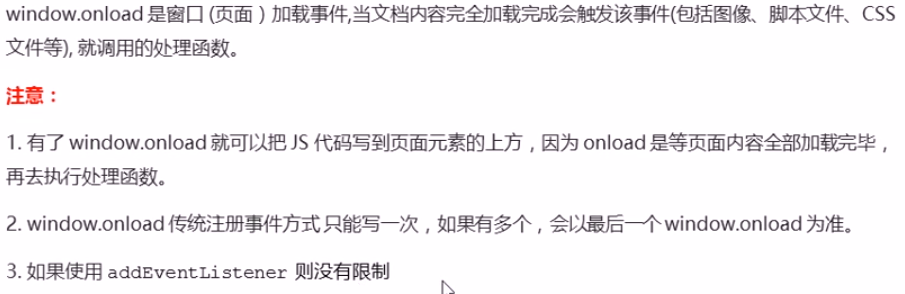 window.onload 是窗口 (页面）加载事件,当文档内容完全加载完成会触发该事件(包括图像、脚本文件、CSS
文件等), 就调用的处理函数。
注意：
1. 有了 window.onload 就可以把 JS 代码写到页面元素的上方，因为 onload 是等页面内容全部加载完毕，
再去执行处理函数。
2. window.onload 传统注册事件方式 只能写一次，如果有多个，会以最后一个 window.onload 为准。
3. 如果使用 addEventListener 则没有限制